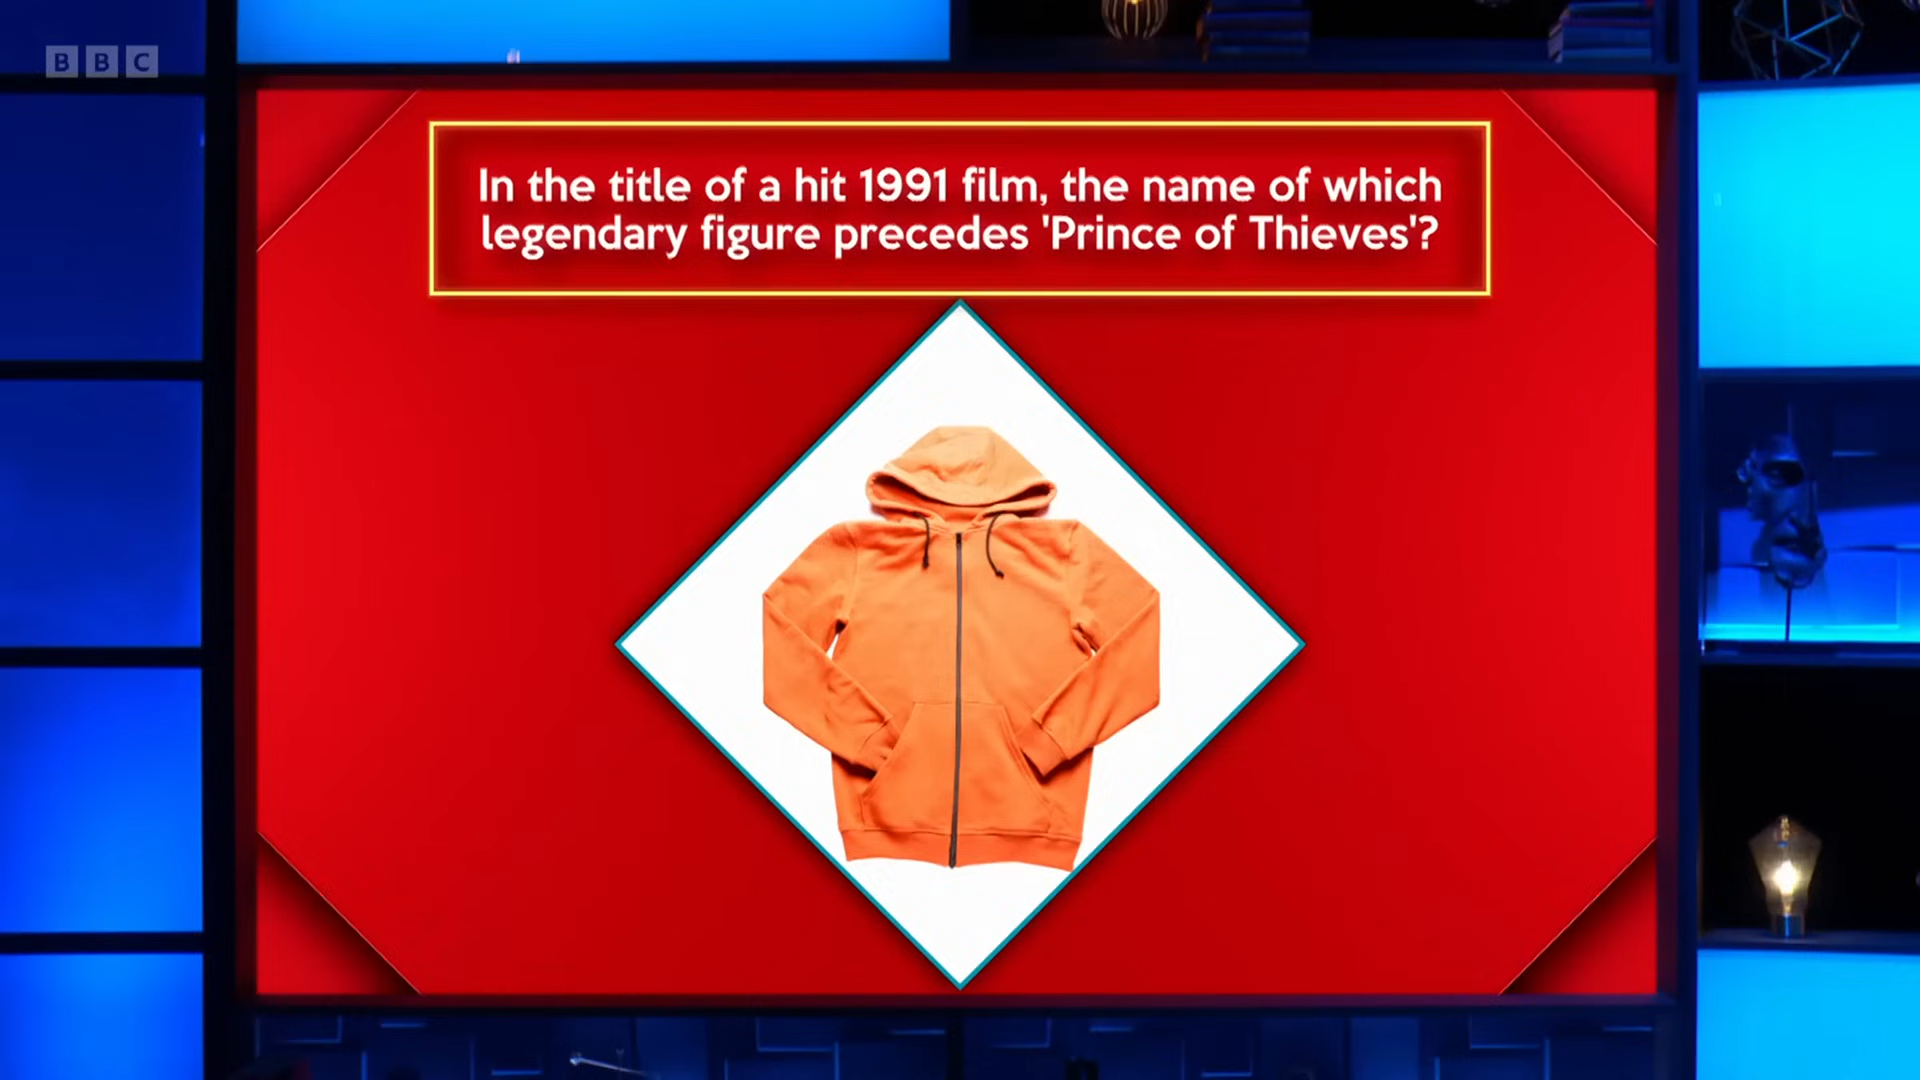 BBC
In the title of a hit 1991 film, the name of which
legendary figure precedes 'Prince of Thieves'?